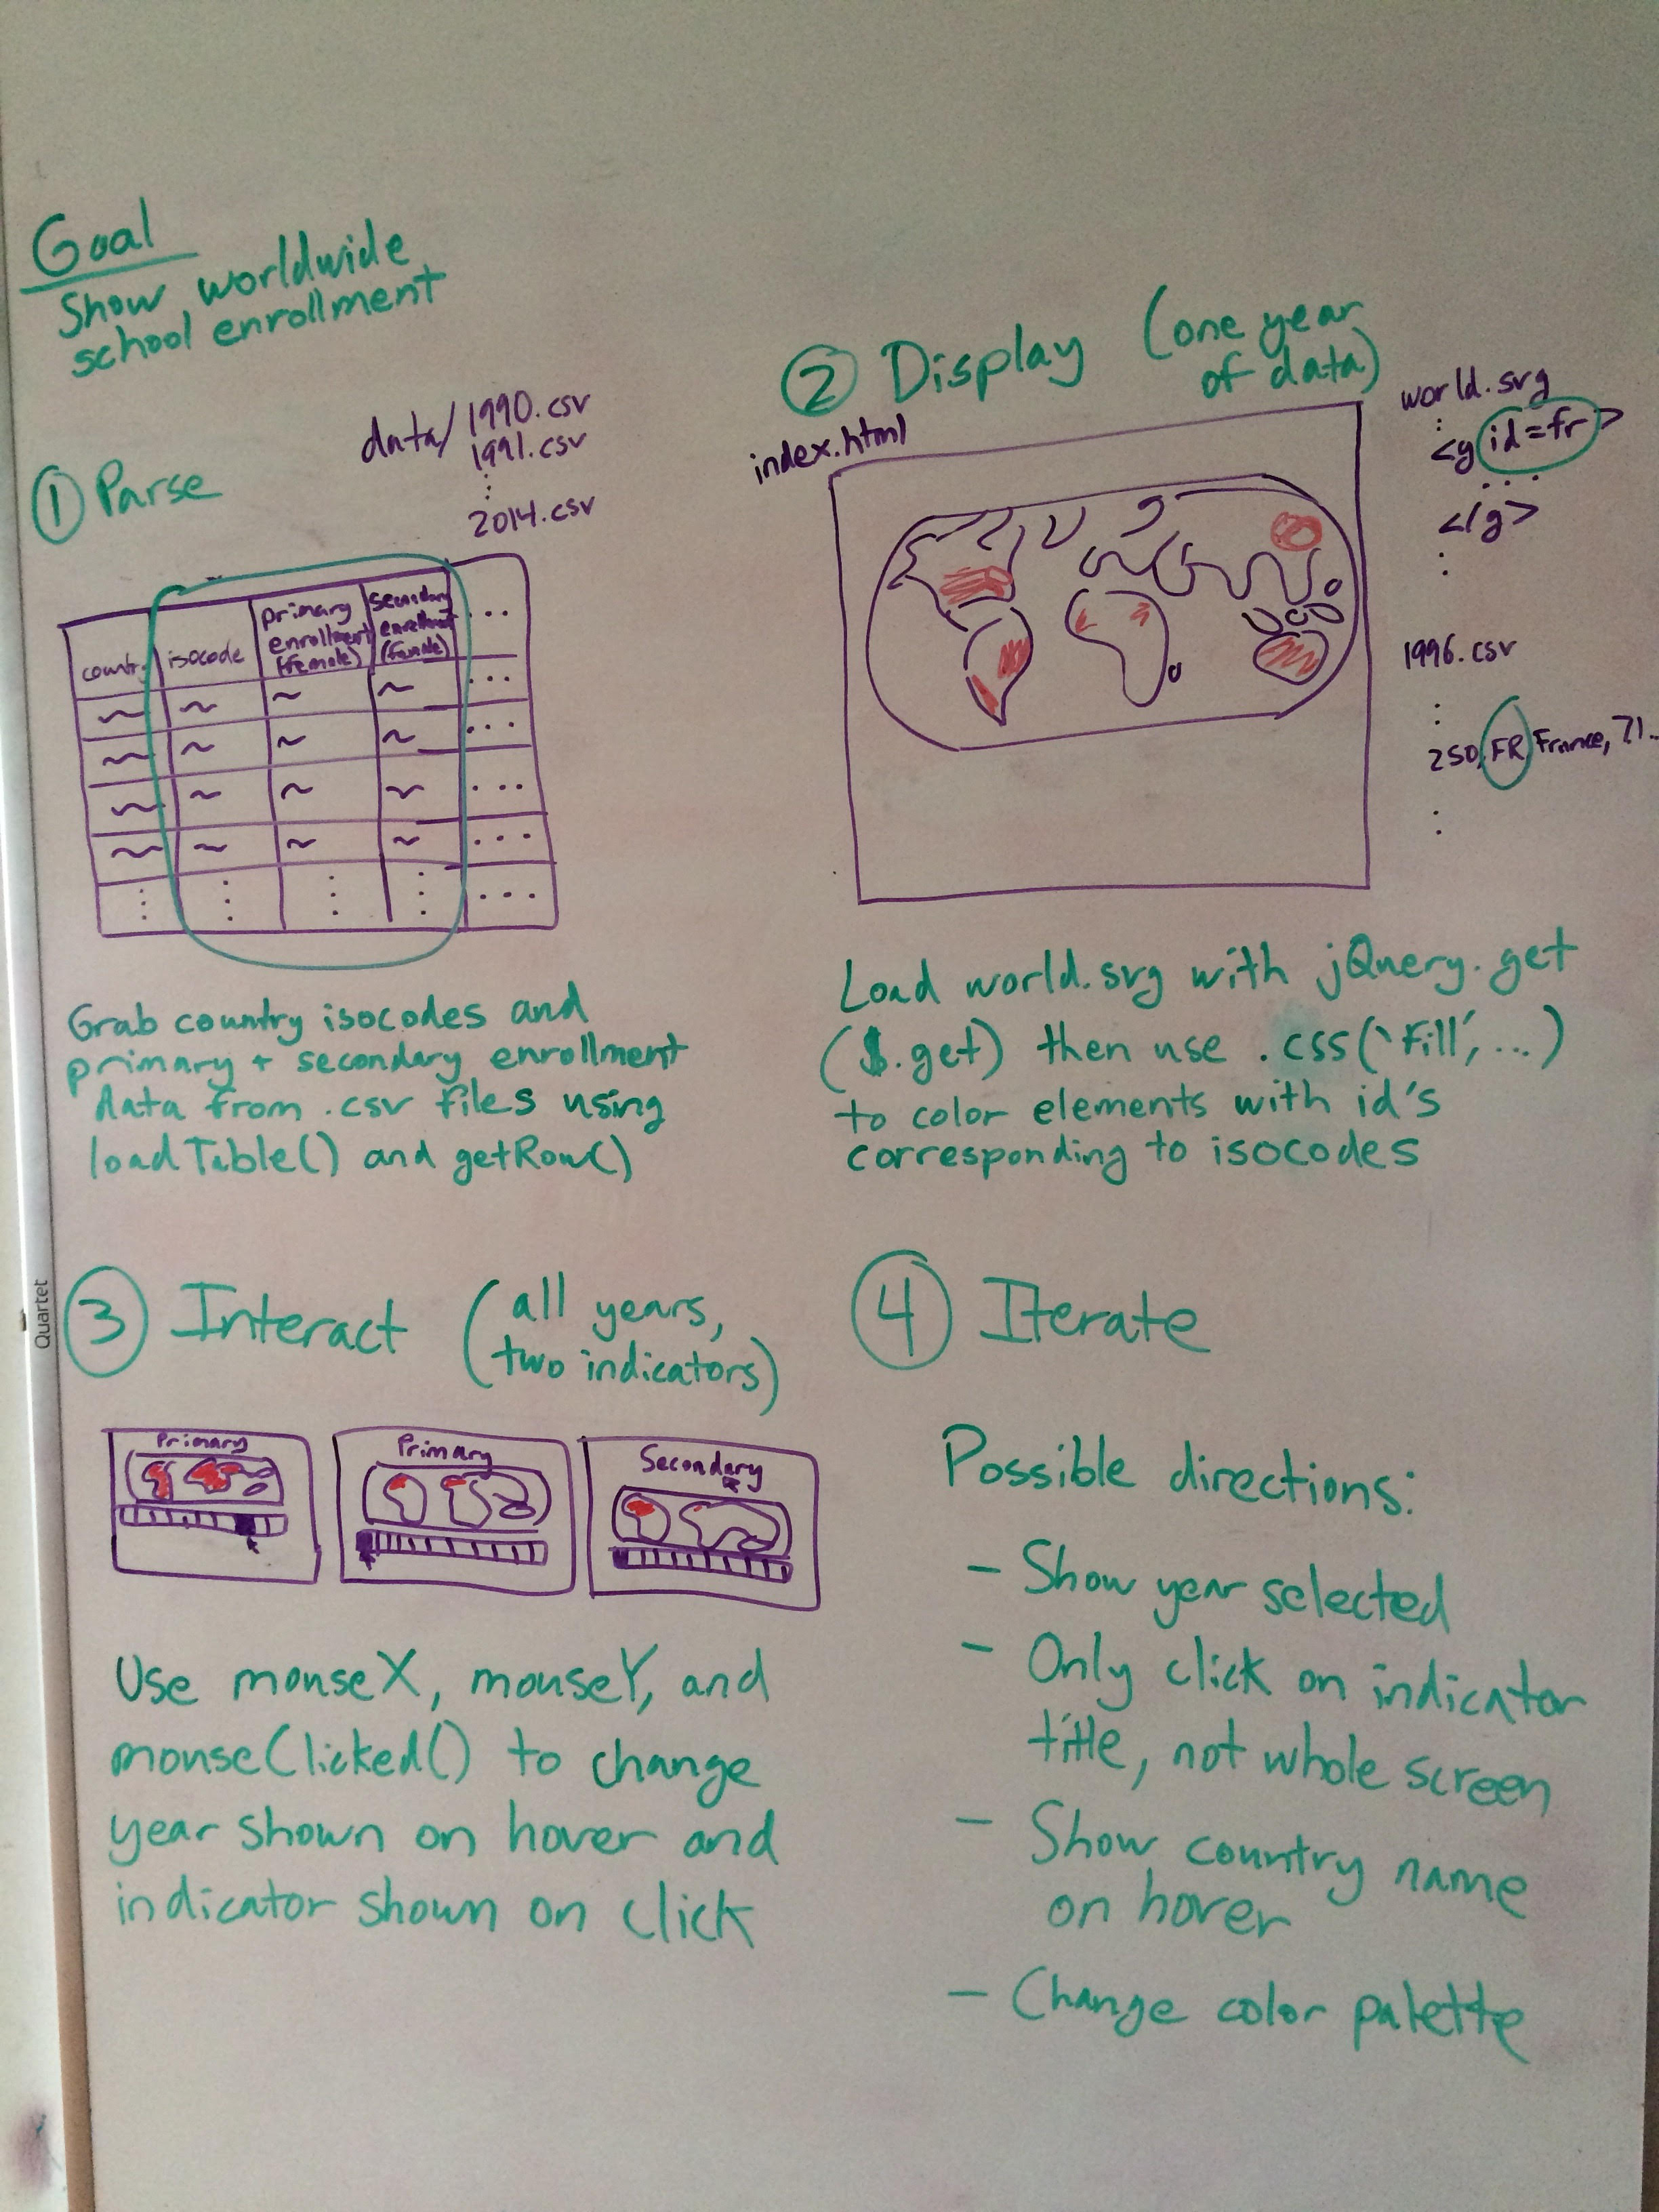 Goal
Show worldwide
school enrollment
① Parse
data/1990.csv
1991.csv
⋮
2014.csv
country isocode primary enrollment (female) secondary enrollment (female) ...
Grab country isocodes and
primary + secondary enrollment
data from .csv files using
loadTable() and getRow()
② Display (one year
of data)
index.html
world.svg
⋮
<g id=fr>
...
</g>
⋮
1996.csv
⋮
250, FR, France, 71..
⋮
Load world.svg with jQuery.get
($.get) then use .css('fill', ...)
to color elements with id's
corresponding to isocodes
③ Interact (all years,
two indicators)
Primary
Primary
Secondary
Use mouseX, mouseY, and
mouseClicked() to change
year shown on hover and
indicator shown on click
④ Iterate
Possible directions:
- Show year selected
- Only click on indicator
title, not whole screen
- Show country name
on hover
- Change color palette
Quartet